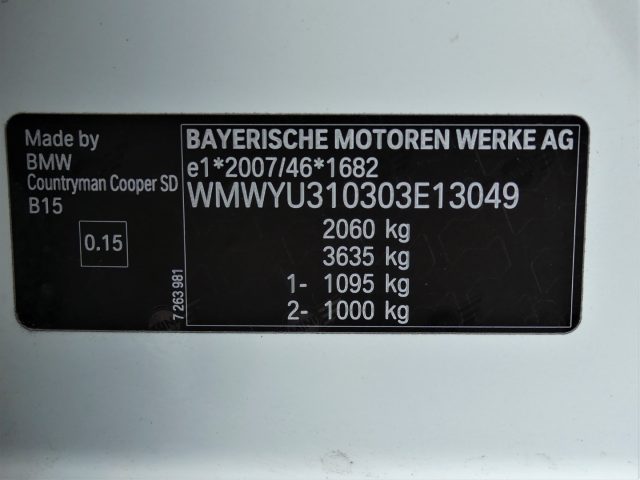 Made by
BMW
Countryman Cooper SD
B15
0.15
7 263 981
BAYERISCHE MOTOREN WERKE AG
e1*2007/46*1682
WMWYU310303E13049
2060 kg
3635 kg
1- 1095 kg
2- 1000 kg